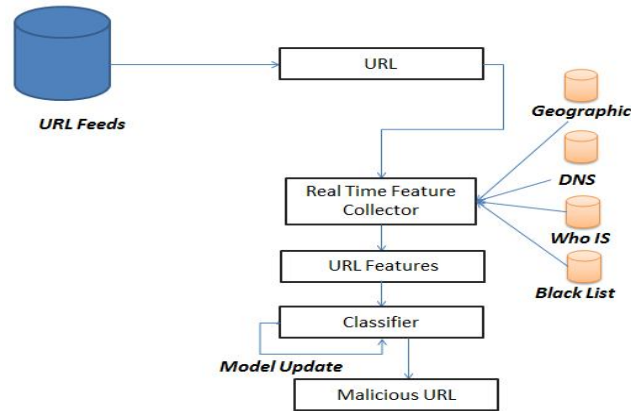 URL
URL Feeds
Geographic
Real Time Feature
Collector
DNS
Who IS
URL Features
Black List
Classifier
Model Update
Malicious URL